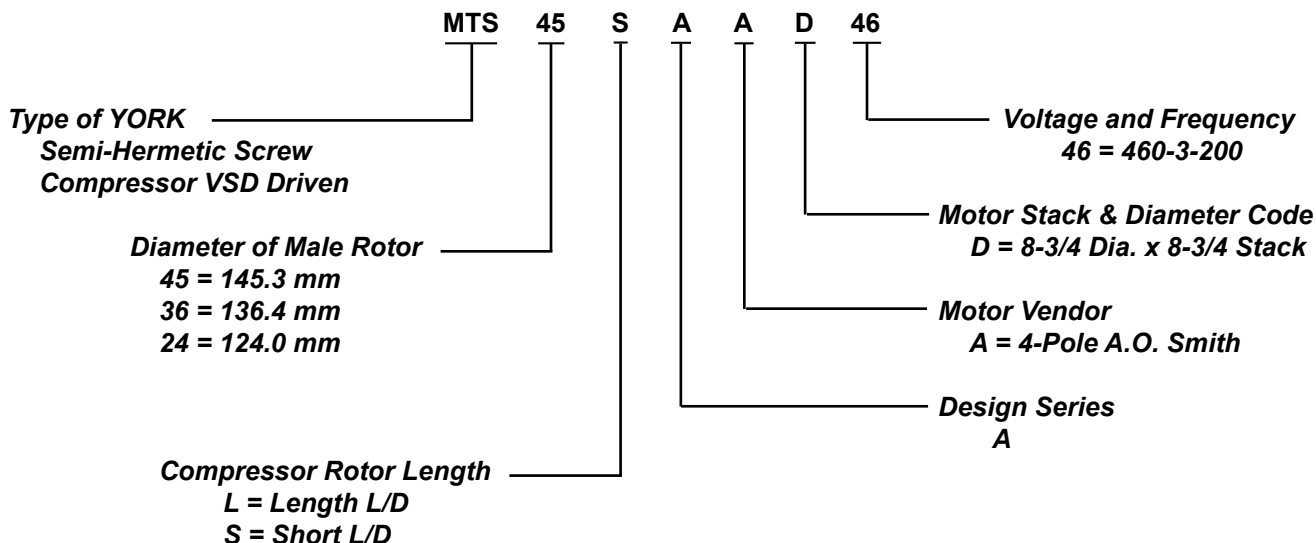 MTS 45 S A A D 46
Type of YORK
Semi-Hermetic Screw
Compressor VSD Driven
Voltage and Frequency
46 = 460-3-200
Diameter of Male Rotor
45 = 145.3 mm
36 = 136.4 mm
24 = 124.0 mm
Motor Stack & Diameter Code
D = 8-3/4 Dia. x 8-3/4 Stack
Motor Vendor
A = 4-Pole A.O. Smith
Design Series
A
Compressor Rotor Length
L = Length L/D
S = Short L/D